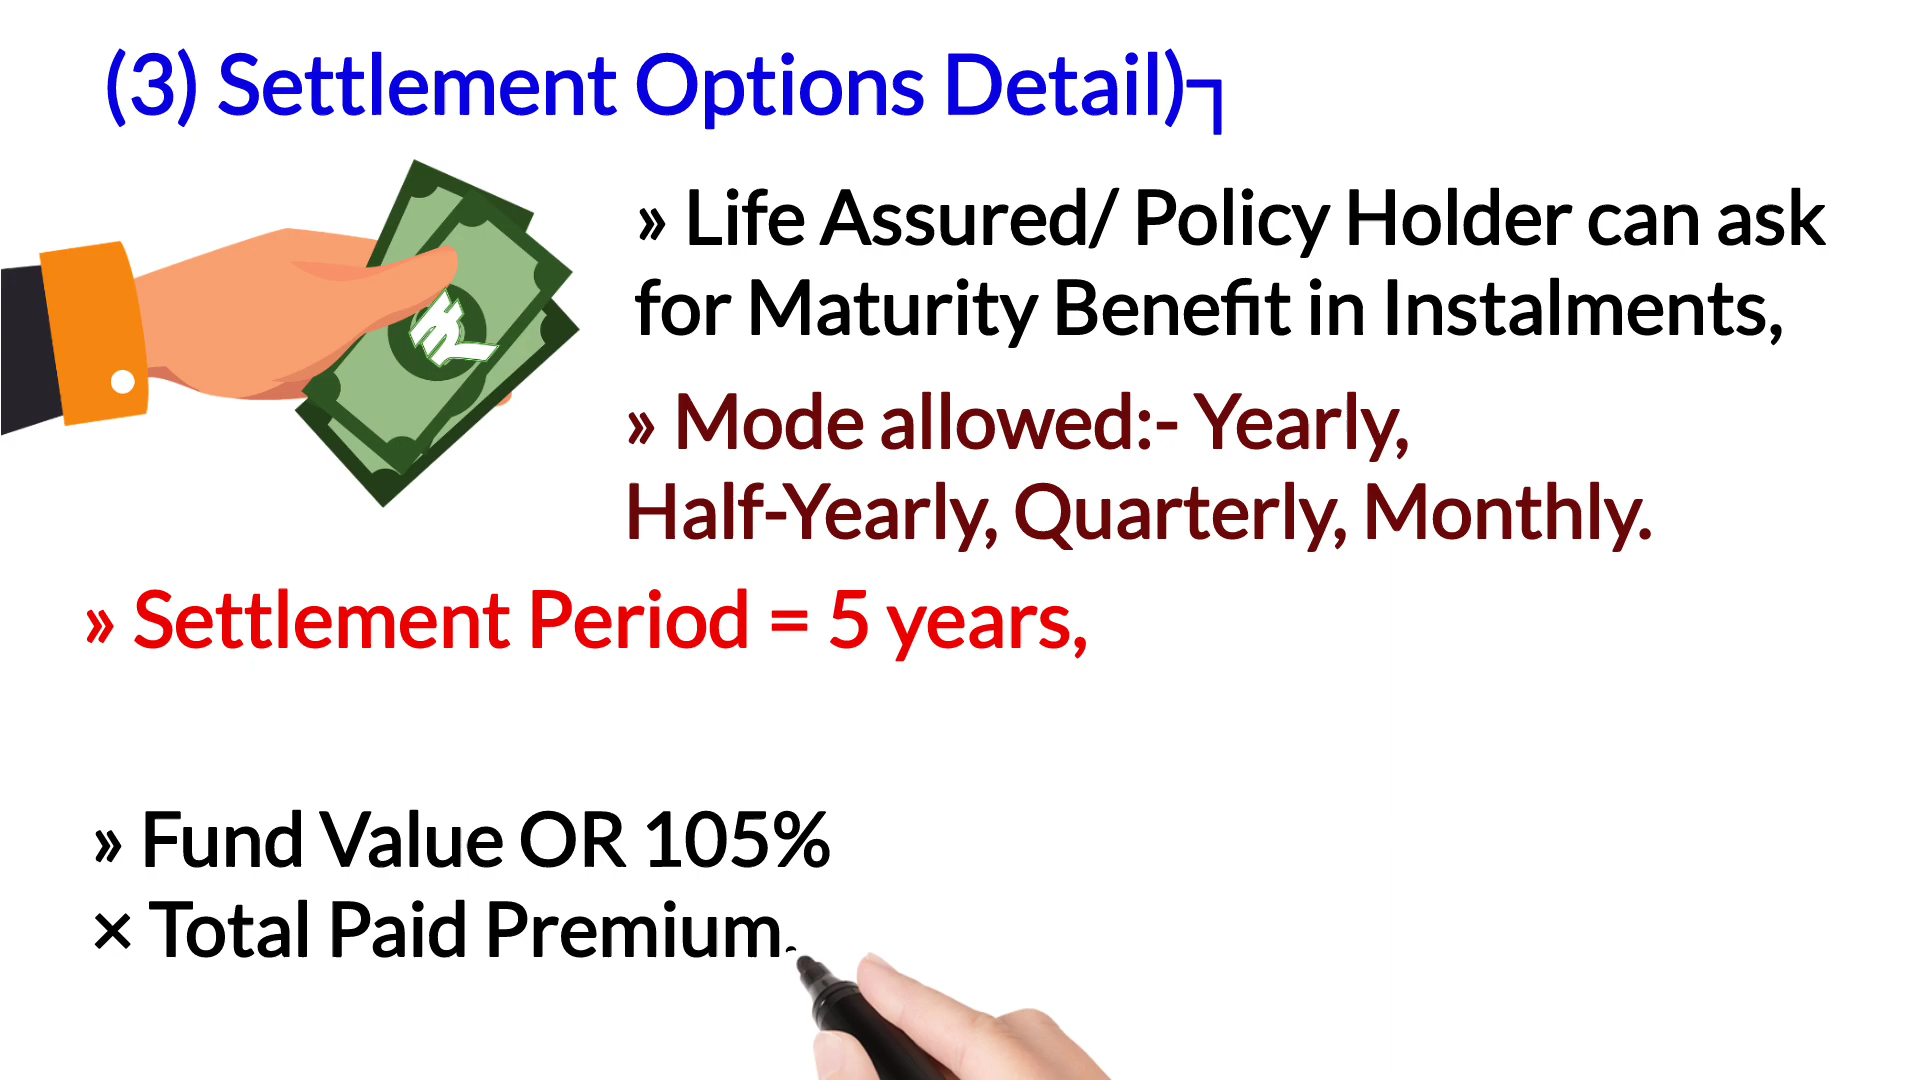 (3) Settlement Options Detail)┐
» Life Assured/ Policy Holder can ask
for Maturity Benefit in Instalments,
» Mode allowed:- Yearly,
Half-Yearly, Quarterly, Monthly.
» Settlement Period = 5 years,
» Fund Value OR 105%
× Total Paid Premium